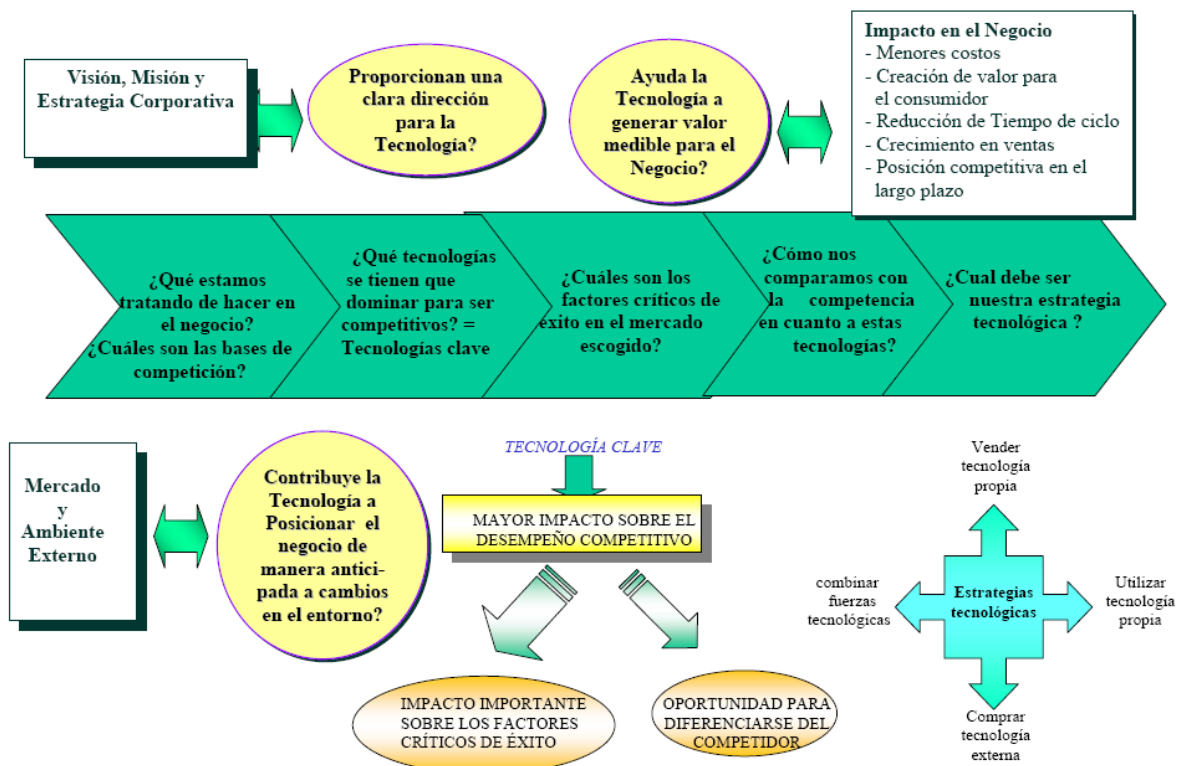 Visión, Misión y
Estrategia Corporativa
Proporcionan una
clara dirección
para la
Tecnología?
Ayuda la
Tecnología a
generar valor
medible para el
Negocio?
Impacto en el Negocio
- Menores costos
- Creación de valor para
el consumidor
- Reducción de Tiempo de ciclo
- Crecimiento en ventas
- Posición competitiva en el
largo plazo
¿Qué estamos
tratando de hacer en
el negocio?
¿Cuáles son las bases de
competición?
¿Qué tecnologías
se tienen que
dominar para ser
competitivos? =
Tecnologías clave
¿Cuáles son los
factores críticos de
éxito en el mercado
escogido?
¿Cómo nos
comparamos con
la competencia
en cuanto a estas
tecnologías?
¿Cual debe ser
nuestra estrategia
tecnológica ?
Mercado
y
Ambiente
Externo
Contribuye la
Tecnología a
Posicionar el
negocio de
manera antici-
pada a cambios
en el entorno?
TECNOLOGÍA CLAVE
MAYOR IMPACTO SOBRE EL
DESEMPEÑO COMPETITIVO
IMPACTO IMPORTANTE
SOBRE LOS FACTORES
CRÍTICOS DE ÉXITO
OPORTUNIDAD PARA
DIFERENCIARSE DEL
COMPETIDOR
Vender
tecnología
propia
combinar
fuerzas
tecnológicas
Estrategias
tecnológicas
Utilizar
tecnología
propia
Comprar
tecnología
externa